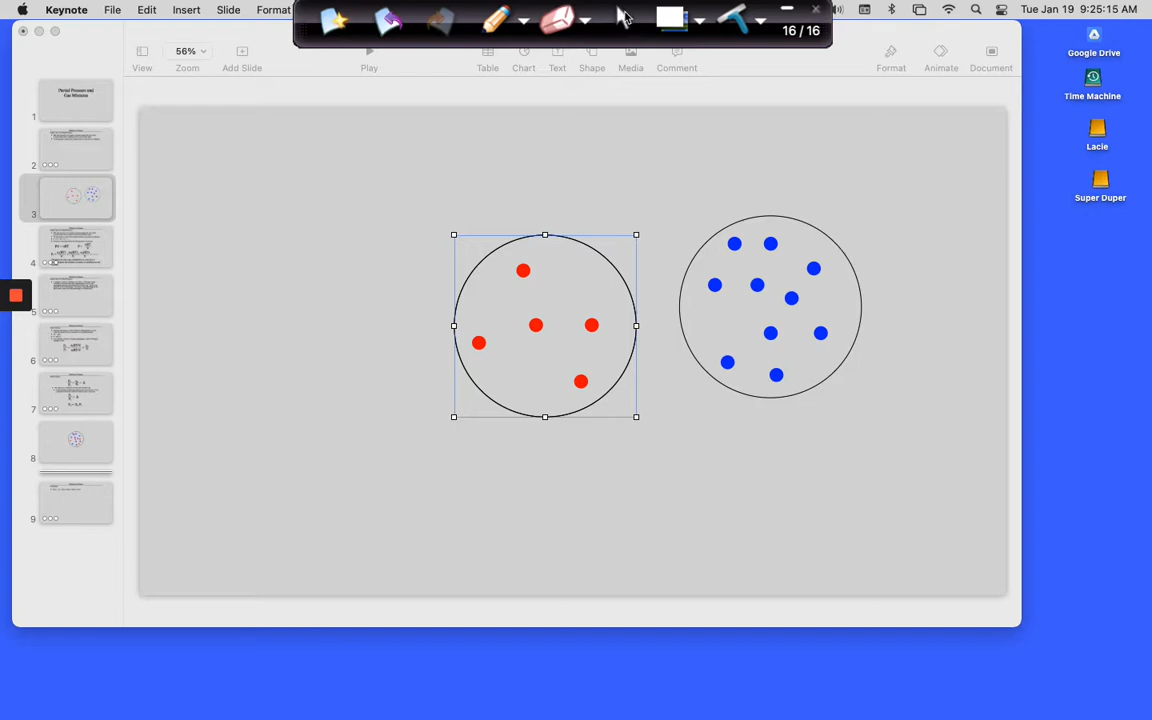 Keynote File Edit Insert Slide Format
Tue Jan 19 9:25:15 AM
16 / 16
56%
View Zoom Add Slide Play Table Chart Text Shape Media Comment Format Animate Document
Google Drive
Time Machine
Lacie
Super Duper
Partial Pressure and
Gas Mixtures
1
2
3
4
5
6
7
8
9